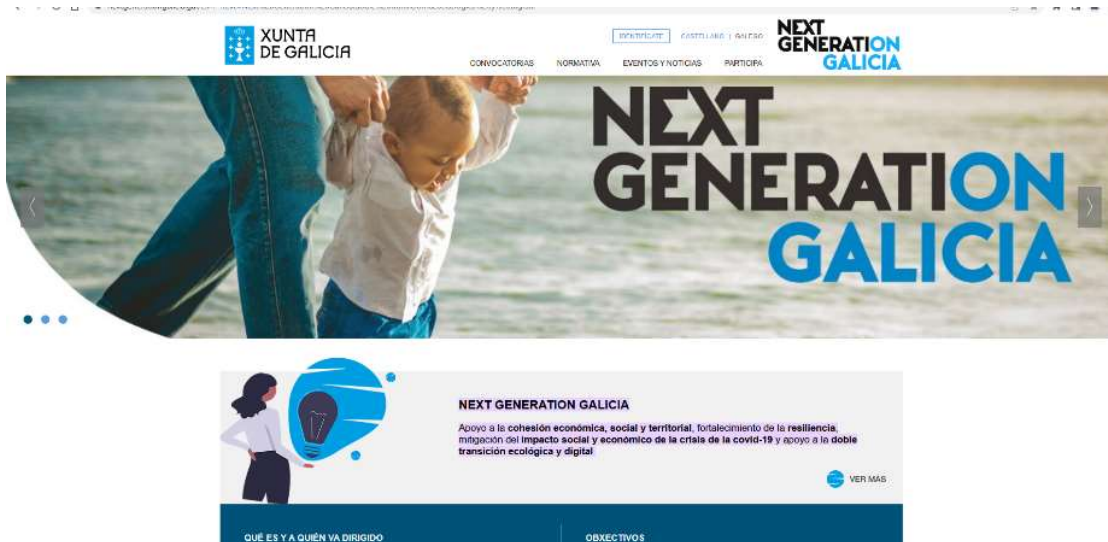 XUNTA
DE GALICIA
IDENTIFÍCATE CASTELLANO | GALEGO
NEXT
GENERATION
GALICIA
CONVOCATORIAS NORMATIVA EVENTOS Y NOTICIAS PARTICIPA
NEXT
GENERATION
GALICIA
NEXT GENERATION GALICIA
Apoyo a la cohesión económica, social y territorial, fortalecimiento de la resiliencia,
mitigación del impacto social y económico de la crisis de la covid-19 y apoyo a la doble
transición ecológica y digital
VER MÁS
QUÉ ES Y A QUIÉN VA DIRIGIDO
OBXECTIVOS